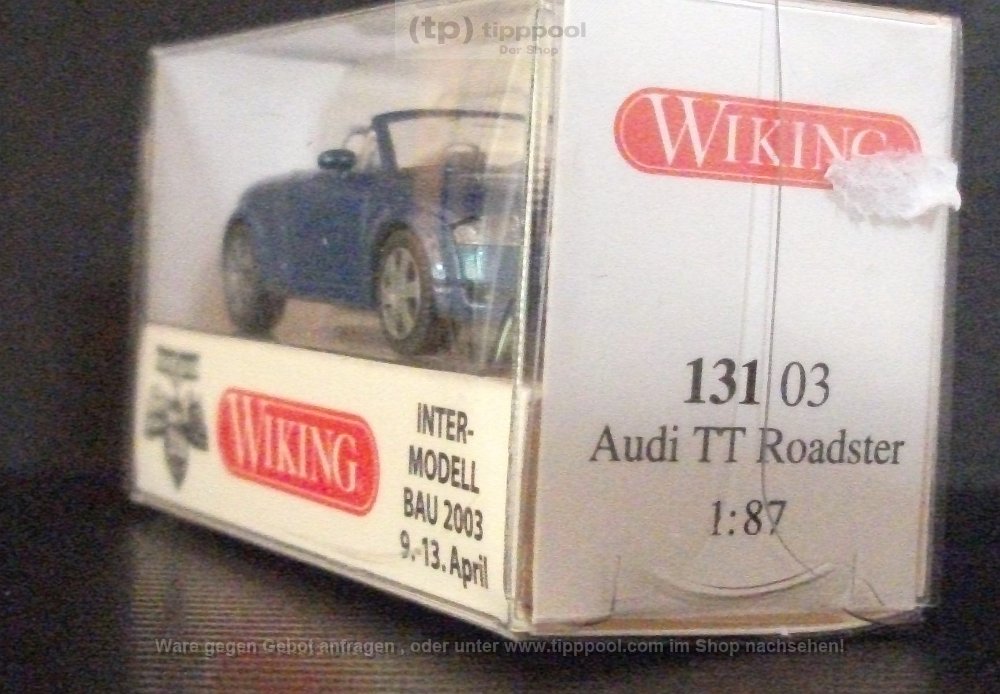 (tp) tipppool
Der Shop
WIKING
131 03
Audi TT Roadster
1:87
WIKING
INTER-
MODELL
BAU 2003
9.-13. April
Ware gegen Gebot anfragen , oder unter www.tipppool.com im Shop nachsehen!